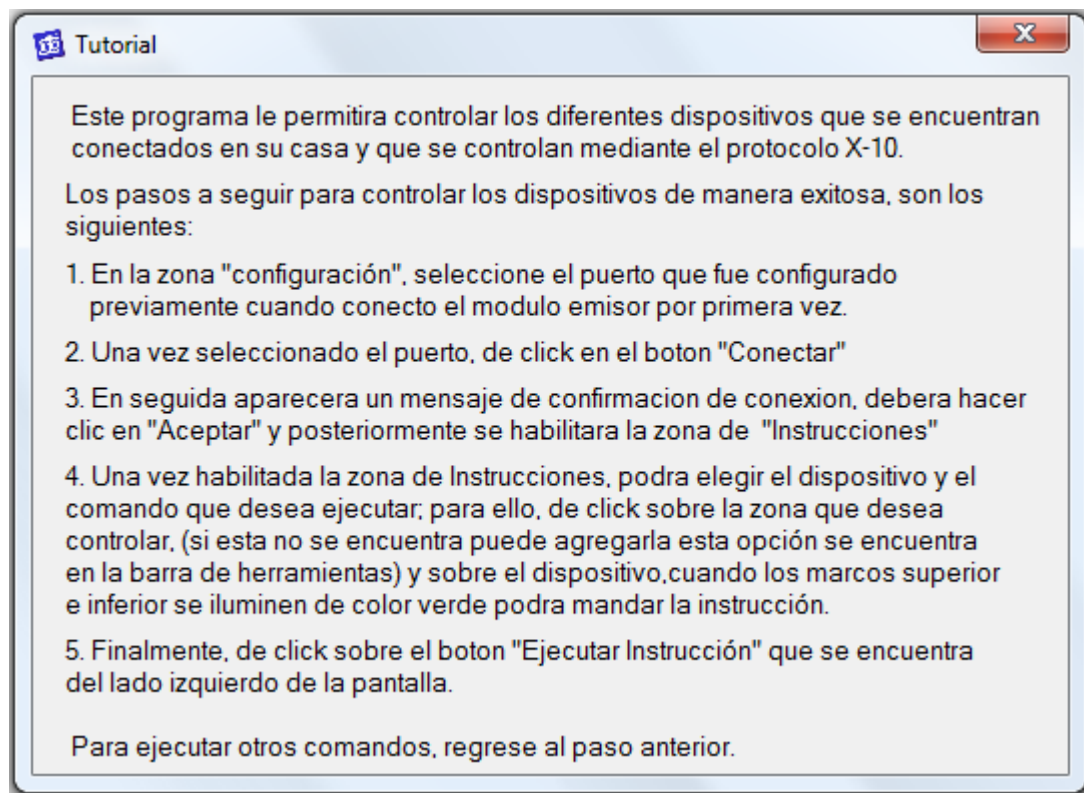 Tutorial
Este programa le permitira controlar los diferentes dispositivos que se encuentran
conectados en su casa y que se controlan mediante el protocolo X-10.
Los pasos a seguir para controlar los dispositivos de manera exitosa, son los
siguientes:
1. En la zona "configuración", seleccione el puerto que fue configurado
previamente cuando conecto el modulo emisor por primera vez.
2. Una vez seleccionado el puerto, de click en el boton "Conectar"
3. En seguida aparecera un mensaje de confirmacion de conexion, debera hacer
clic en "Aceptar" y posteriormente se habilitara la zona de "Instrucciones"
4. Una vez habilitada la zona de Instrucciones, podra elegir el dispositivo y el
comando que desea ejecutar; para ello, de click sobre la zona que desea
controlar, (si esta no se encuentra puede agregarla esta opción se encuentra
en la barra de herramientas) y sobre el dispositivo,cuando los marcos superior
e inferior se iluminen de color verde podra mandar la instrucción.
5. Finalmente, de click sobre el boton "Ejecutar Instrucción" que se encuentra
del lado izquierdo de la pantalla.
Para ejecutar otros comandos, regrese al paso anterior.